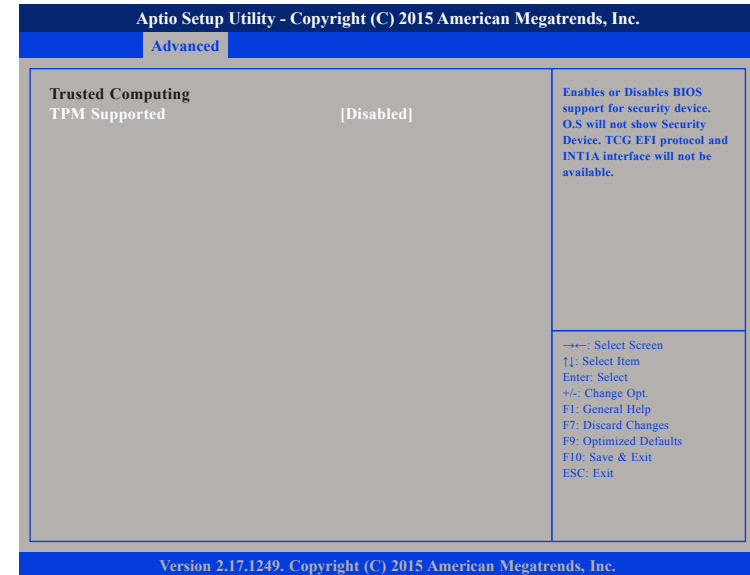 Aptio Setup Utility - Copyright (C) 2015 American Megatrends, Inc.
Advanced
Trusted Computing
TPM Supported [Disabled]
Enables or Disables BIOS
support for security device.
O.S will not show Security
Device. TCG EFI protocol and
INT1A interface will not be
available.
→←: Select Screen
↑↓: Select Item
Enter: Select
+/-: Change Opt.
F1: General Help
F7: Discard Changes
F9: Optimized Defaults
F10: Save & Exit
ESC: Exit
Version 2.17.1249. Copyright (C) 2015 American Megatrends, Inc.